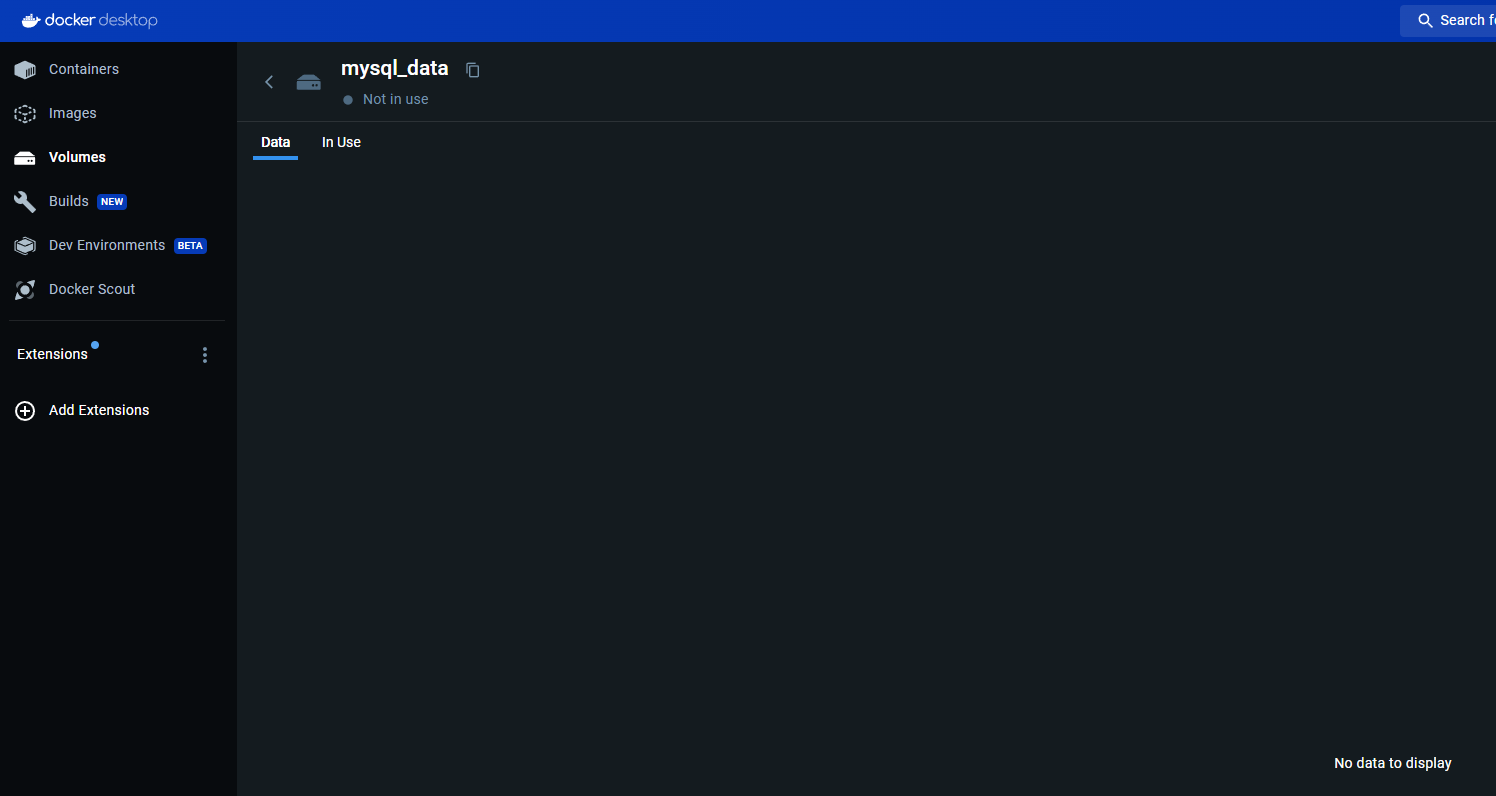 docker desktop
Search f
Containers
Images
Volumes
Builds NEW
Dev Environments BETA
Docker Scout
Extensions
Add Extensions
mysql_data
Not in use
Data In Use
No data to display